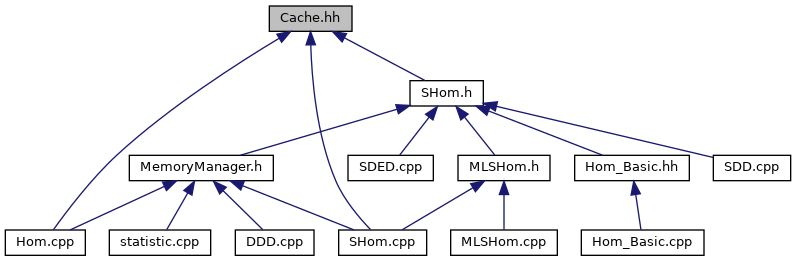 Cache.hh
SHom.h
MemoryManager.h
SDED.cpp
MLSHom.h
Hom_Basic.hh
SDD.cpp
Hom.cpp
statistic.cpp
DDD.cpp
SHom.cpp
MLSHom.cpp
Hom_Basic.cpp